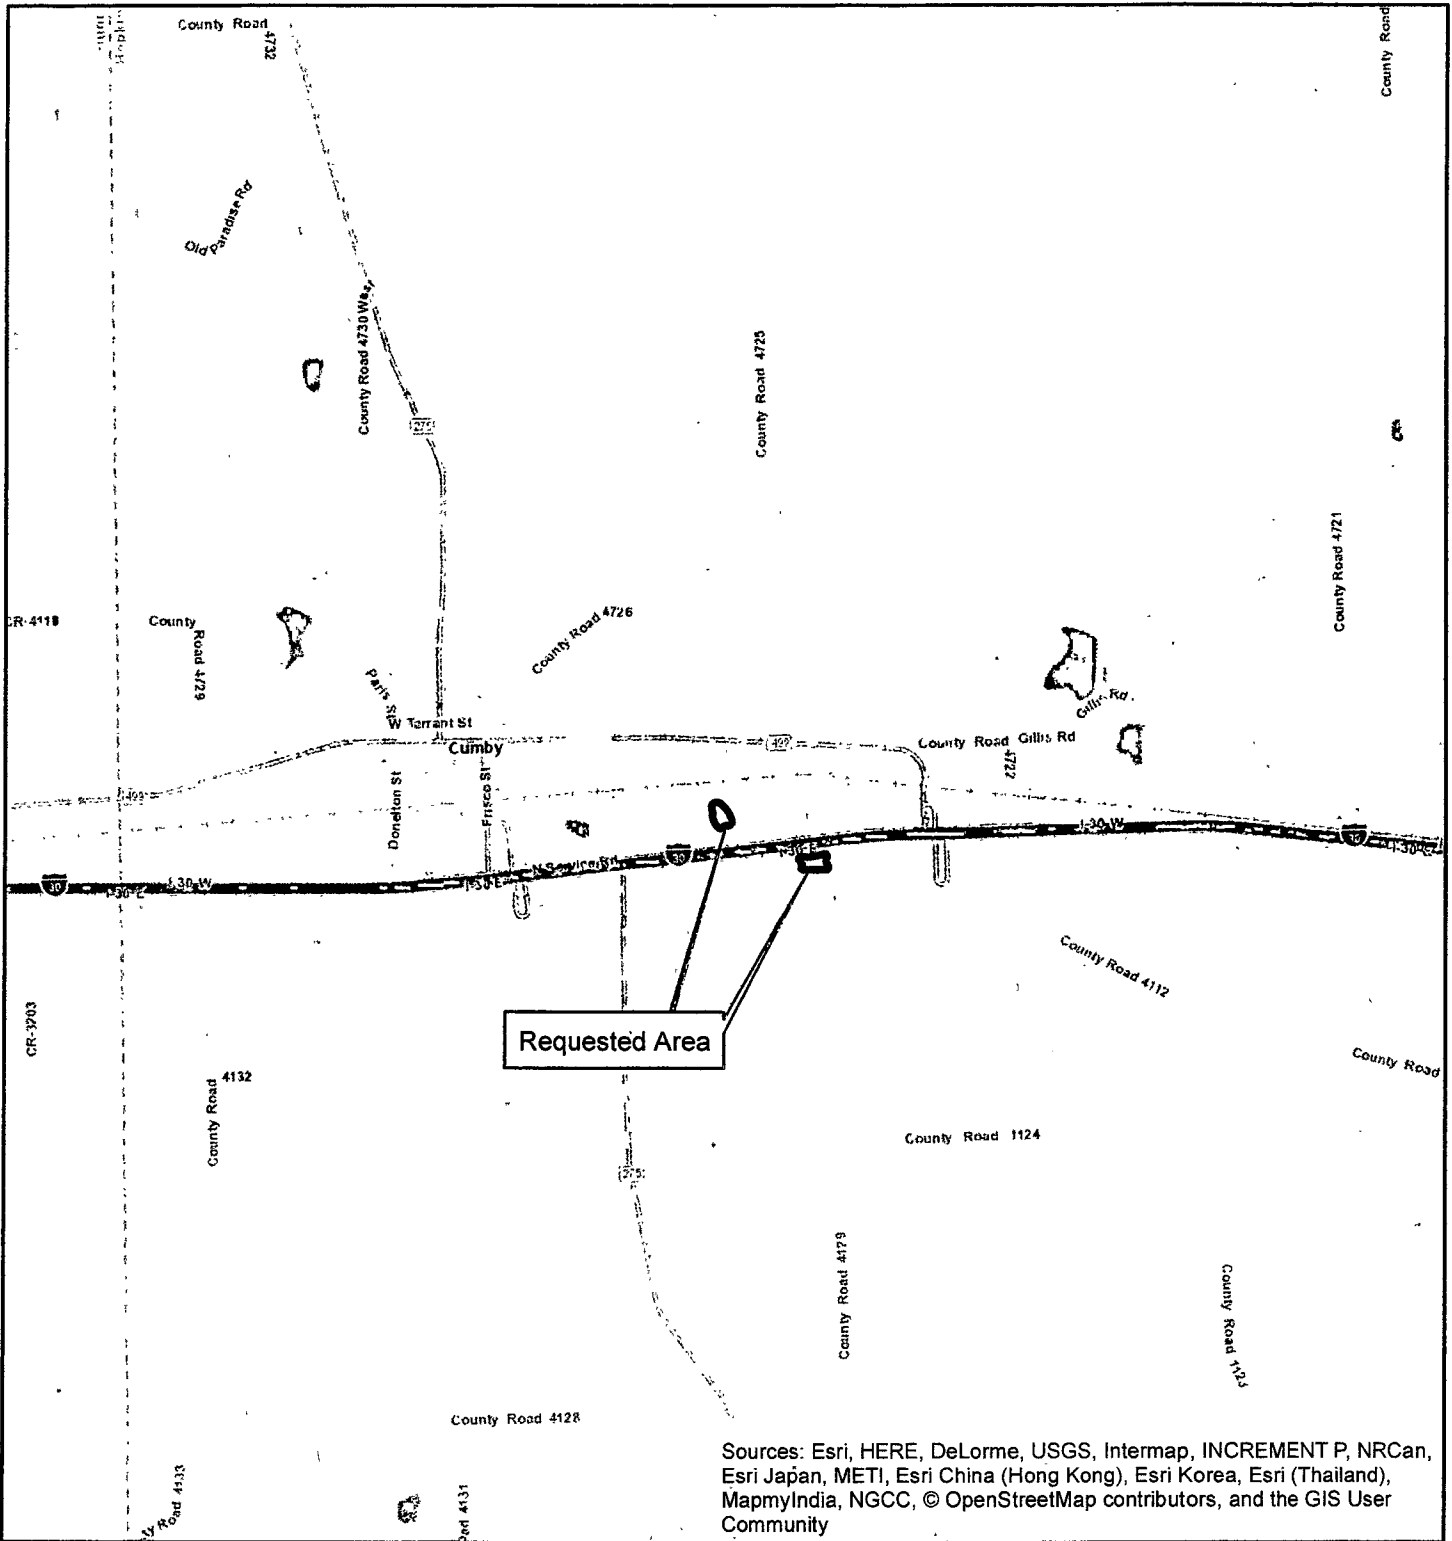 County Road
4732
County Road
Old Paradise Rd
County Road 4730 West
County Road 4725
275
County Road 4721
CR-4118
County
Road 4729
County Road 4726
Paris St
W Tarrant St
Cumby
499
County Road
4722
Gillis Rd
Gillis Rd
499
Donelton St
Frisco St
N Service Rd
30
I-30 E
I-30 W
30
I-30 E
30
I-30 W
I-30 E
I-30 E
County Road 4112
CR-3203
Requested Area
County Road
4132
County Road
County Road 1124
275
County Road 4129
County Road
County Road 4128
Sources: Esri, HERE, DeLorme, USGS, Intermap, INCREMENT P, NRCan,
Esri Japan, METI, Esri China (Hong Kong), Esri Korea, Esri (Thailand),
MapmyIndia, NGCC, © OpenStreetMap contributors, and the GIS User
Community
Road 4133
4131